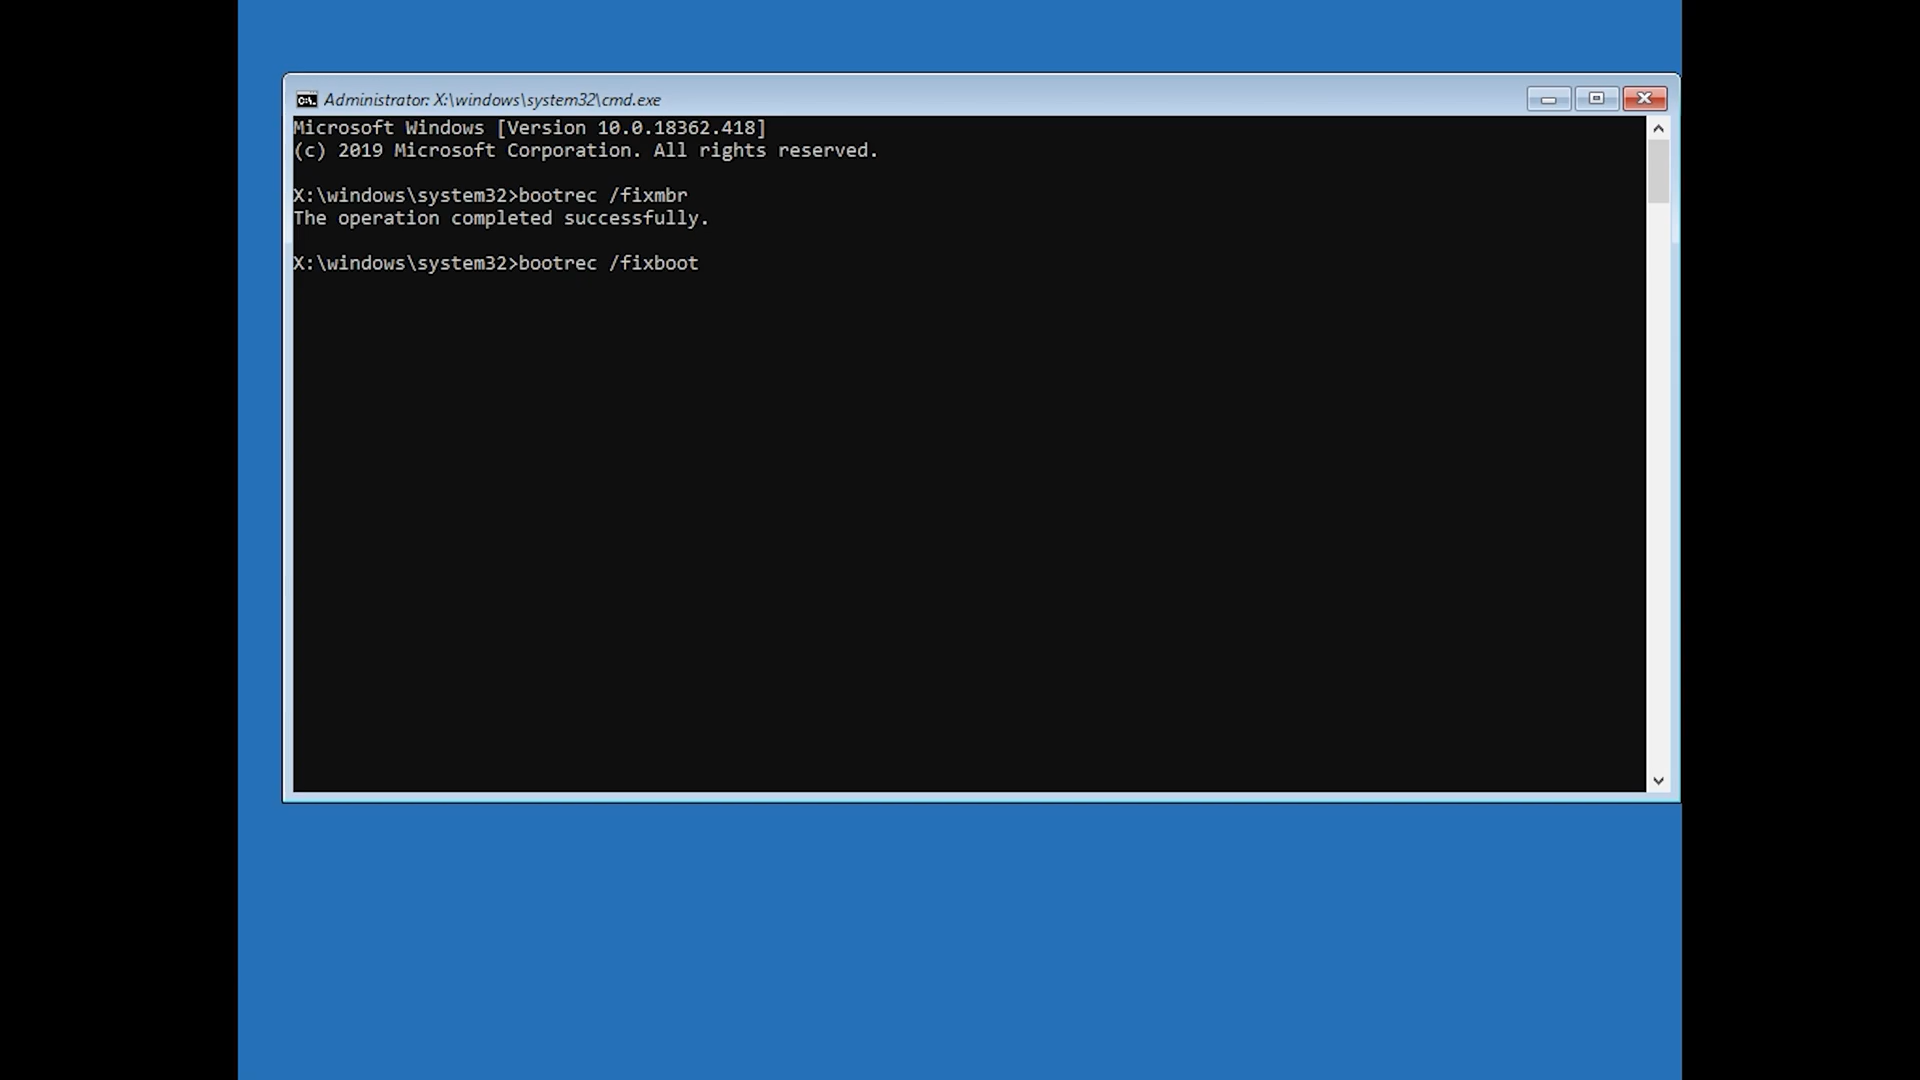 Administrator: X:\windows\system32\cmd.exe
Microsoft Windows [Version 10.0.18362.418]
(c) 2019 Microsoft Corporation. All rights reserved.
X:\windows\system32>bootrec /fixmbr
The operation completed successfully.
X:\windows\system32>bootrec /fixboot